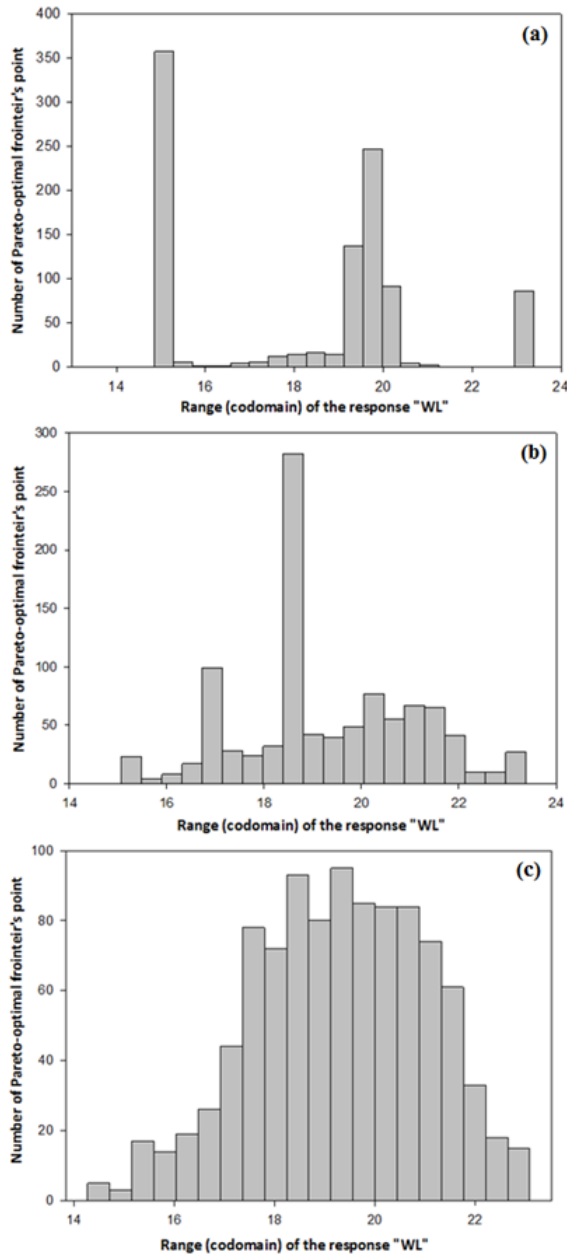 (a)
Number of Pareto-optimal frointeir's point
400
350
300
250
200
150
100
50
0
14 16 18 20 22 24
Range (codomain) of the response "WL"
(b)
Number of Pareto-optimal frointeir's point
300
250
200
150
100
50
0
14 16 18 20 22 24
Range (codomain) of the response "WL"
(c)
Number of Pareto-optimal frointeir's point
100
80
60
40
20
0
14 16 18 20 22
Range (codomain) of the response "WL"